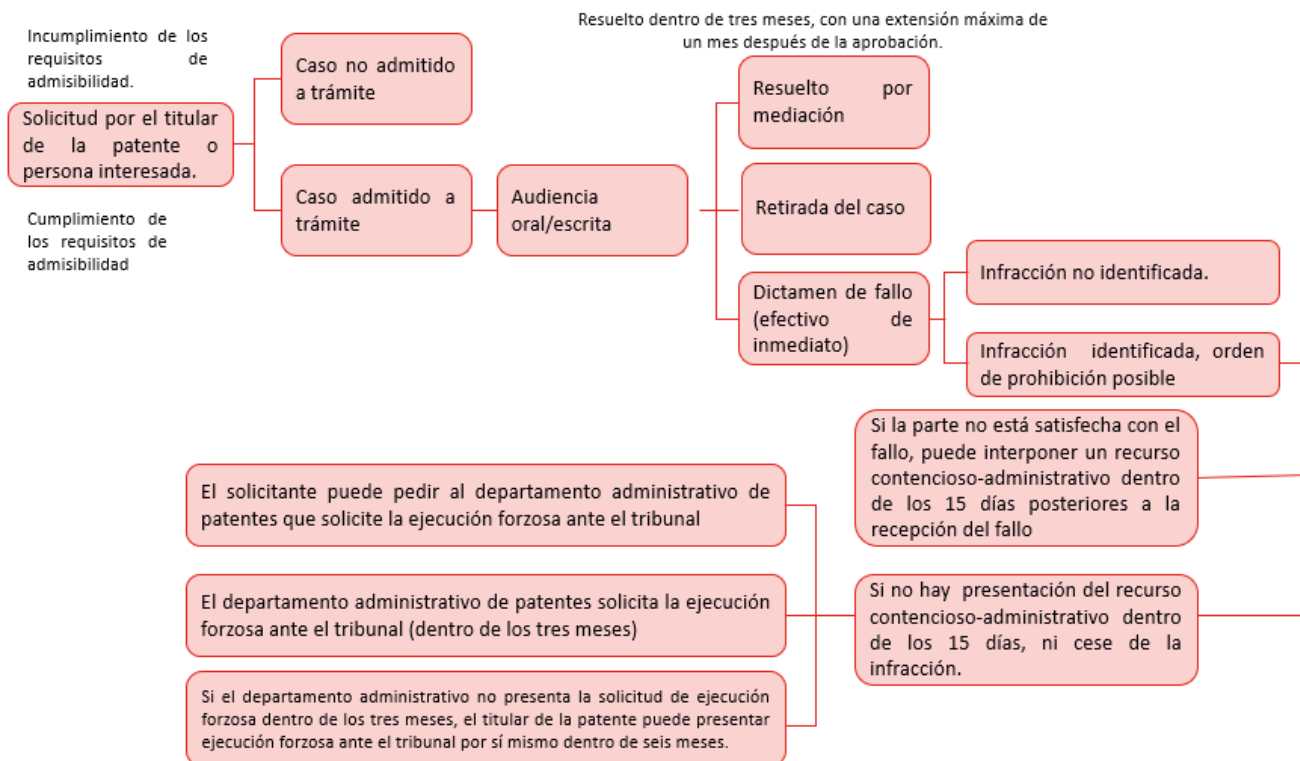 Resuelto dentro de tres meses, con una extensión máxima de
un mes después de la aprobación.
Incumplimiento de los
requisitos de
admisibilidad.
Solicitud por el titular
de la patente o
persona interesada.
Cumplimiento de
los requisitos de
admisibilidad
Caso no admitido
a trámite
Caso admitido a
trámite
Audiencia
oral/escrita
Resuelto por
mediación
Retirada del caso
Dictamen de fallo
(efectivo de
inmediato)
Infracción no identificada.
Infracción identificada, orden
de prohibición posible
Si la parte no está satisfecha con el
fallo, puede interponer un recurso
contencioso-administrativo dentro
de los 15 días posteriores a la
recepción del fallo
Si no hay presentación del recurso
contencioso-administrativo dentro
de los 15 días, ni cese de la
infracción.
El solicitante puede pedir al departamento administrativo de
patentes que solicite la ejecución forzosa ante el tribunal
El departamento administrativo de patentes solicita la ejecución
forzosa ante el tribunal (dentro de los tres meses)
Si el departamento administrativo no presenta la solicitud de ejecución
forzosa dentro de los tres meses, el titular de la patente puede presentar
ejecución forzosa ante el tribunal por sí mismo dentro de seis meses.